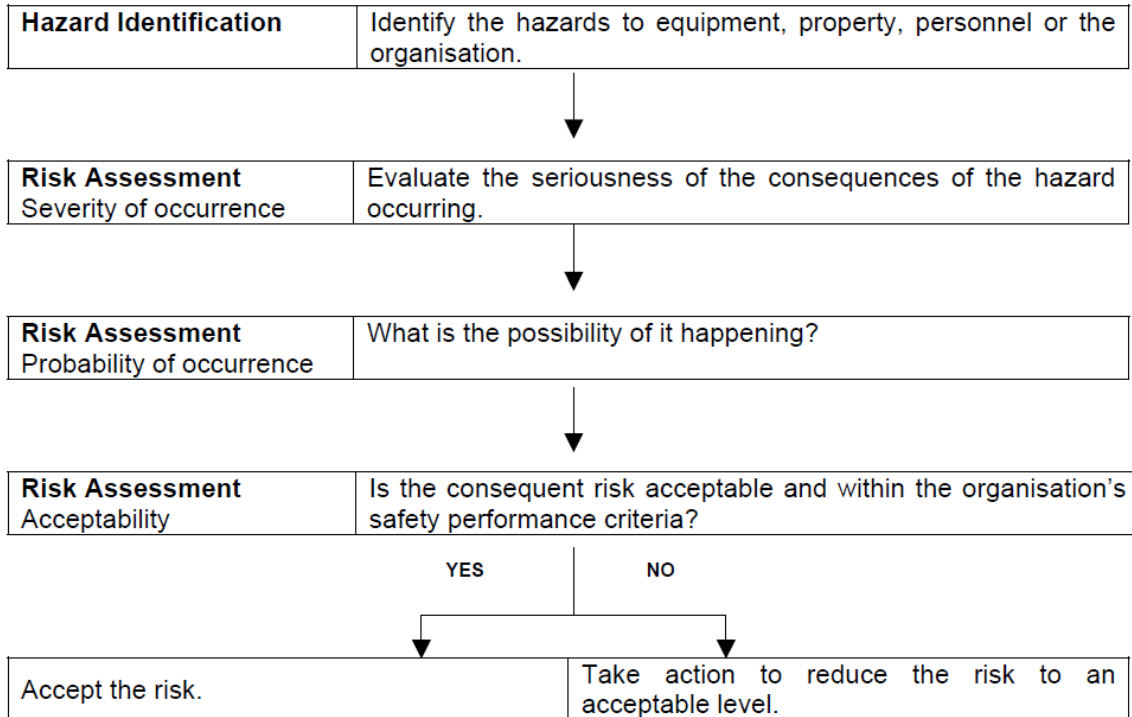 Hazard Identification
Identify the hazards to equipment, property, personnel or the
organisation.
Risk Assessment
Severity of occurrence
Evaluate the seriousness of the consequences of the hazard
occurring.
Risk Assessment
Probability of occurrence
What is the possibility of it happening?
Risk Assessment
Acceptability
Is the consequent risk acceptable and within the organisation’s
safety performance criteria?
YES
NO
Accept the risk.
Take action to reduce the risk to an
acceptable level.